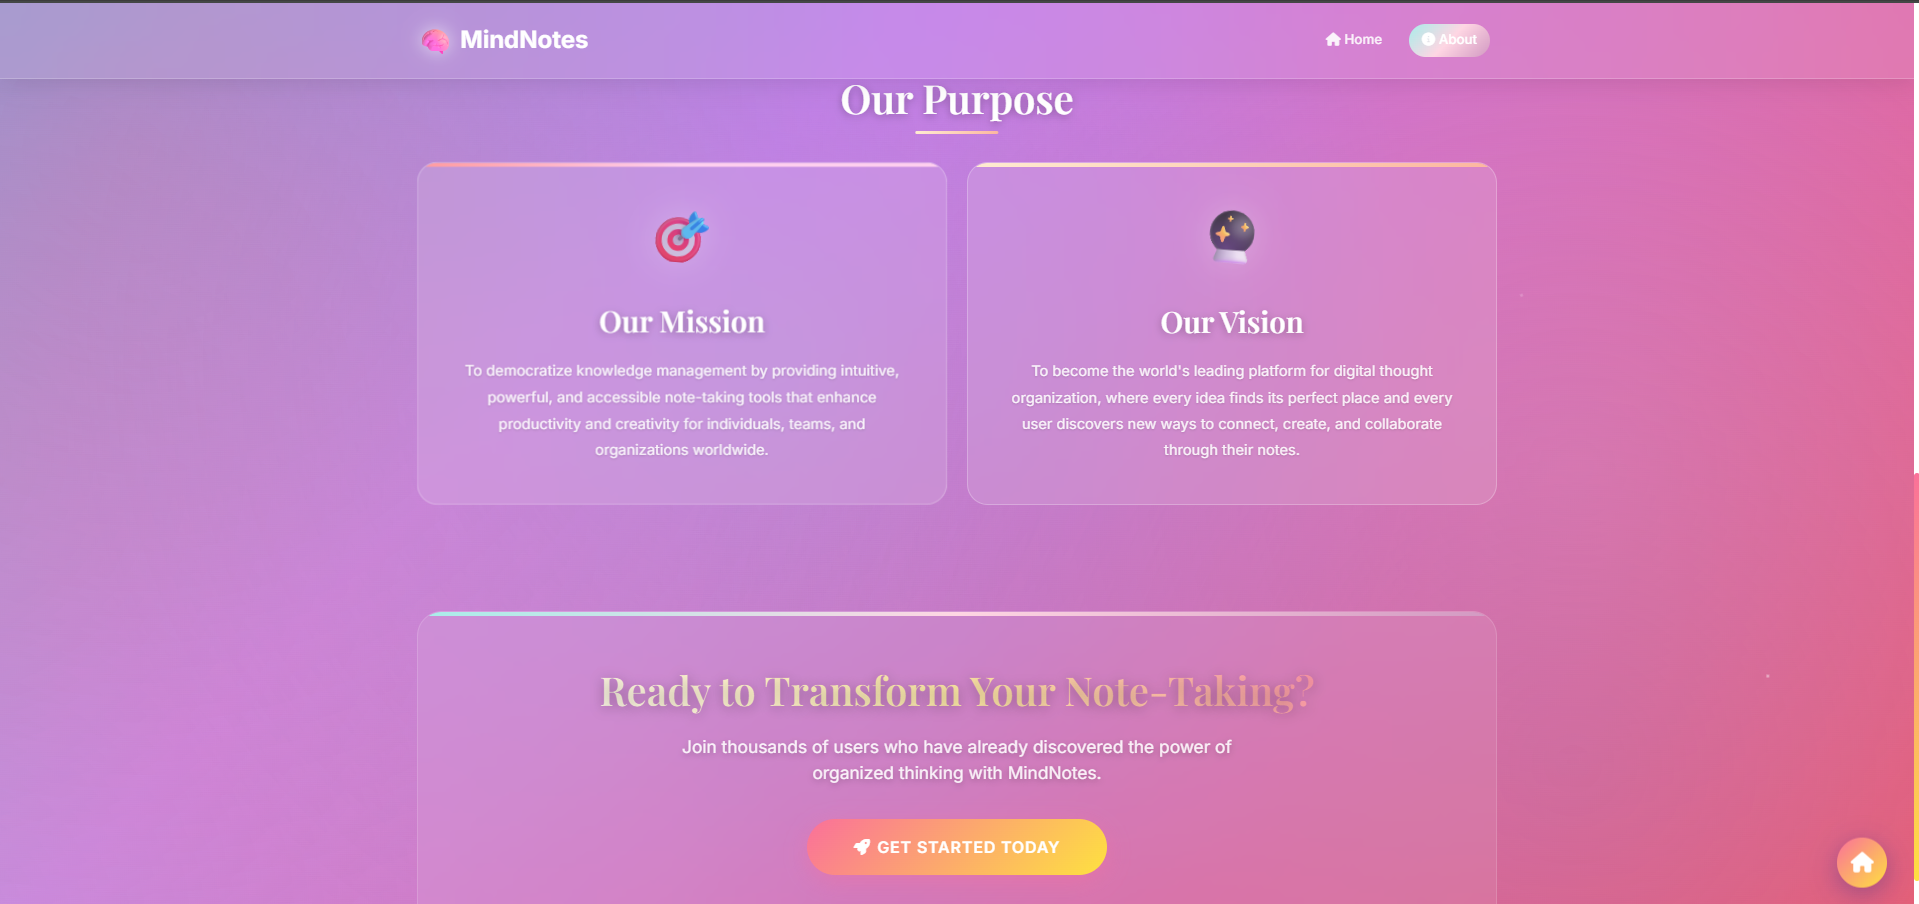 MindNotes
Home
About
Our Purpose
Our Mission
To democratize knowledge management by providing intuitive,
powerful, and accessible note-taking tools that enhance
productivity and creativity for individuals, teams, and
organizations worldwide.
Our Vision
To become the world's leading platform for digital thought
organization, where every idea finds its perfect place and every
user discovers new ways to connect, create, and collaborate
through their notes.
Ready to Transform Your Note-Taking?
Join thousands of users who have already discovered the power of
organized thinking with MindNotes.
GET STARTED TODAY